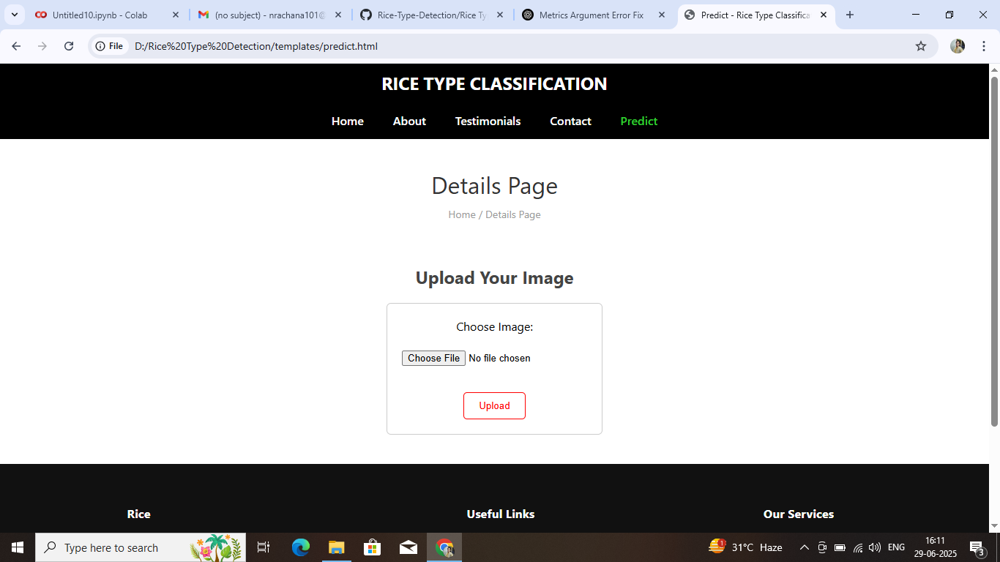 Untitled10.ipynb - Colab
(no subject) - nrachana101@
Rice-Type-Detection/Rice Ty
Metrics Argument Error Fix
Predict - Rice Type Classifica
File D:/Rice%20Type%20Detection/templates/predict.html
RICE TYPE CLASSIFICATION
Home About Testimonials Contact Predict
Details Page
Home / Details Page
Upload Your Image
Choose Image:
Choose File No file chosen
Upload
Rice Useful Links Our Services
Type here to search
1
31°C Haze
ENG
16:11
29-06-2025
3